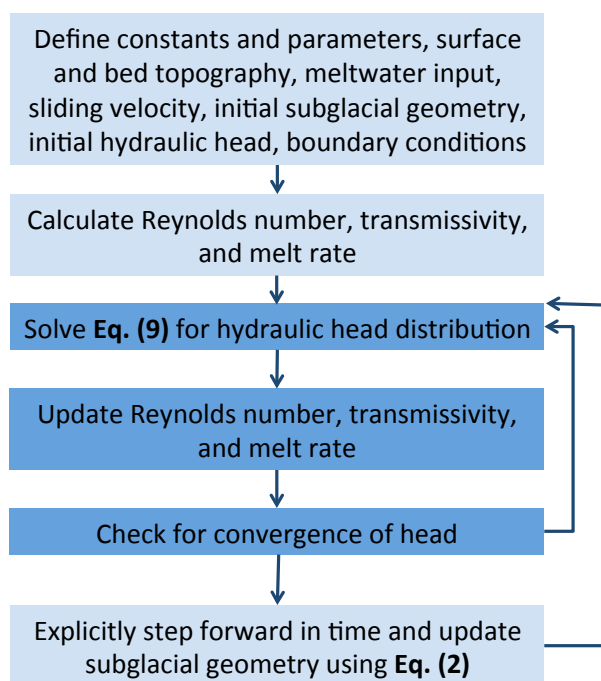 Define constants and parameters, surface
and bed topography, meltwater input,
sliding velocity, initial subglacial geometry,
initial hydraulic head, boundary conditions
Calculate Reynolds number, transmissivity,
and melt rate
Solve Eq. (9) for hydraulic head distribution
Update Reynolds number, transmissivity,
and melt rate
Check for convergence of head
Explicitly step forward in time and update
subglacial geometry using Eq. (2)